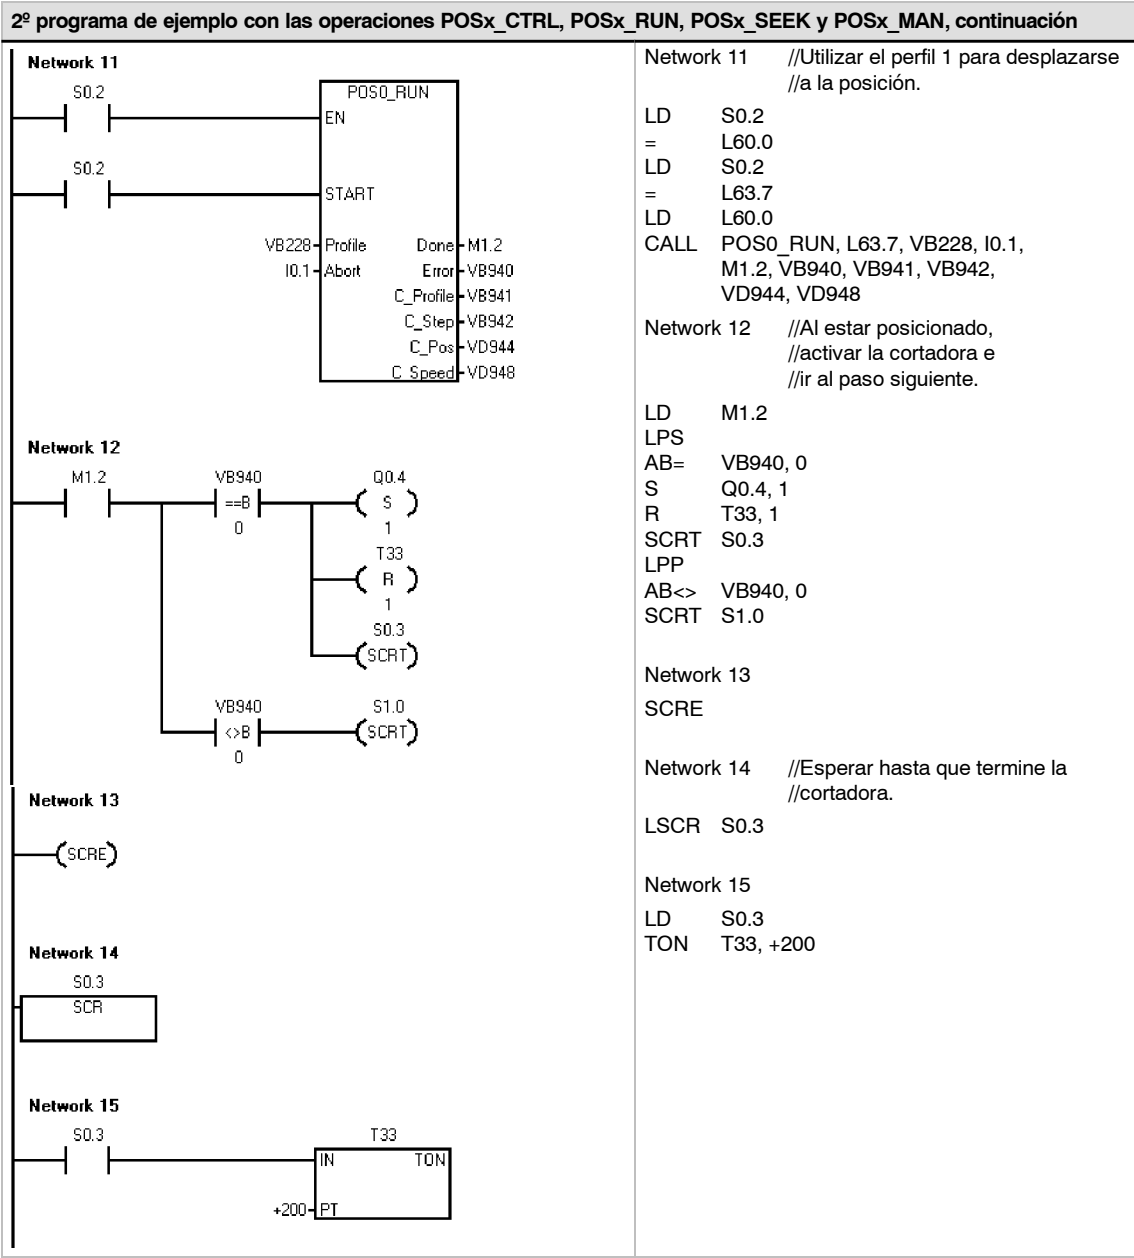 2º programa de ejemplo con las operaciones POSx_CTRL, POSx_RUN, POSx_SEEK y POSx_MAN, continuación
Network 11
S0.2
POS0_RUN
EN
S0.2
START
VB228 Profile Done M1.2
I0.1 Abort Error VB940
C_Profile VB941
C_Step VB942
C_Pos VD944
C_Speed VD948
Network 12
M1.2 VB940 Q0.4
==B S
0 1
T33
R
1
S0.3
SCRT
VB940 S1.0
<>B SCRT
0
Network 13
SCRE
Network 14
S0.3
SCR
Network 15
S0.3 T33
IN TON
+200 PT
Network 11 //Utilizar el perfil 1 para desplazarse
//a la posición.
LD S0.2
= L60.0
LD S0.2
= L63.7
LD L60.0
CALL POS0_RUN, L63.7, VB228, I0.1,
M1.2, VB940, VB941, VB942,
VD944, VD948
Network 12 //Al estar posicionado,
//activar la cortadora e
//ir al paso siguiente.
LD M1.2
LPS
AB= VB940, 0
S Q0.4, 1
R T33, 1
SCRT S0.3
LPP
AB<> VB940, 0
SCRT S1.0
Network 13
SCRE
Network 14 //Esperar hasta que termine la
//cortadora.
LSCR S0.3
Network 15
LD S0.3
TON T33, +200